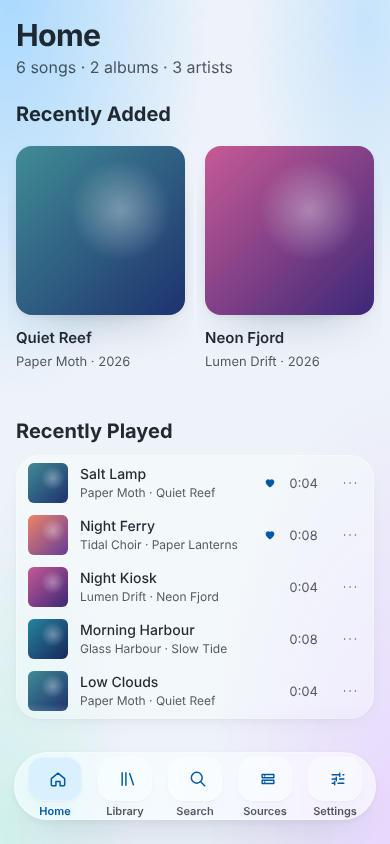 Home
6 songs · 2 albums · 3 artists
Recently Added
Quiet Reef
Paper Moth · 2026
Neon Fjord
Lumen Drift · 2026
Recently Played
Salt Lamp
Paper Moth · Quiet Reef
0:04
Night Ferry
Tidal Choir · Paper Lanterns
0:08
Night Kiosk
Lumen Drift · Neon Fjord
0:04
Morning Harbour
Glass Harbour · Slow Tide
0:08
Low Clouds
Paper Moth · Quiet Reef
0:04
Home
Library
Search
Sources
Settings